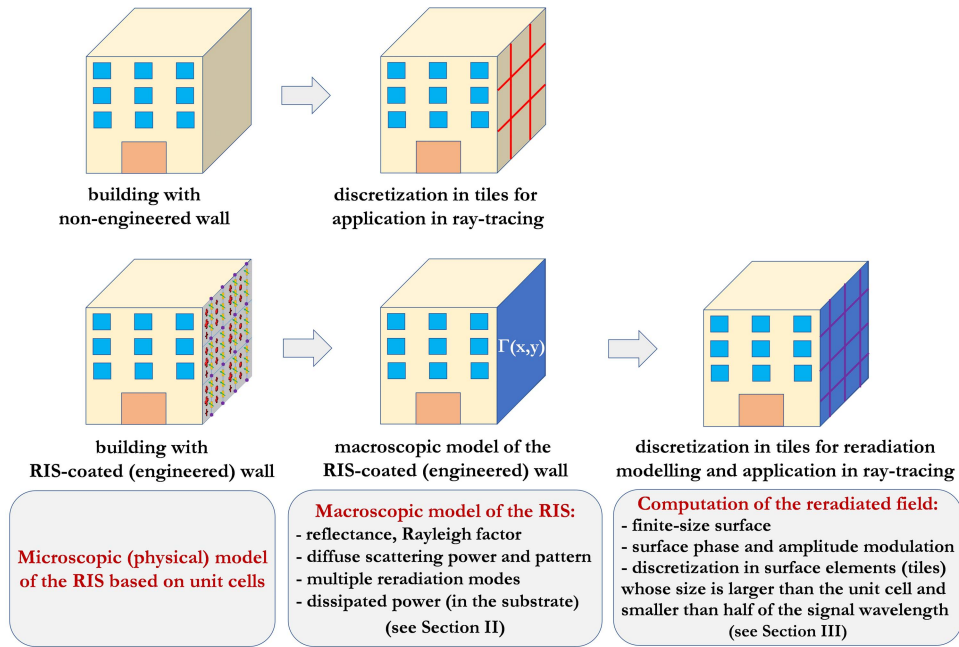 building with
non-engineered wall
discretization in tiles for
application in ray-tracing
Γ(x,y)
building with
RIS-coated (engineered) wall
macroscopic model of the
RIS-coated (engineered) wall
discretization in tiles for reradiation
modelling and application in ray-tracing
Microscopic (physical) model
of the RIS based on unit cells
Macroscopic model of the RIS:
- reflectance, Rayleigh factor
- diffuse scattering power and pattern
- multiple reradiation modes
- dissipated power (in the substrate)
(see Section II)
Computation of the reradiated field:
- finite-size surface
- surface phase and amplitude modulation
- discretization in surface elements (tiles)
whose size is larger than the unit cell and
smaller than half of the signal wavelength
(see Section III)